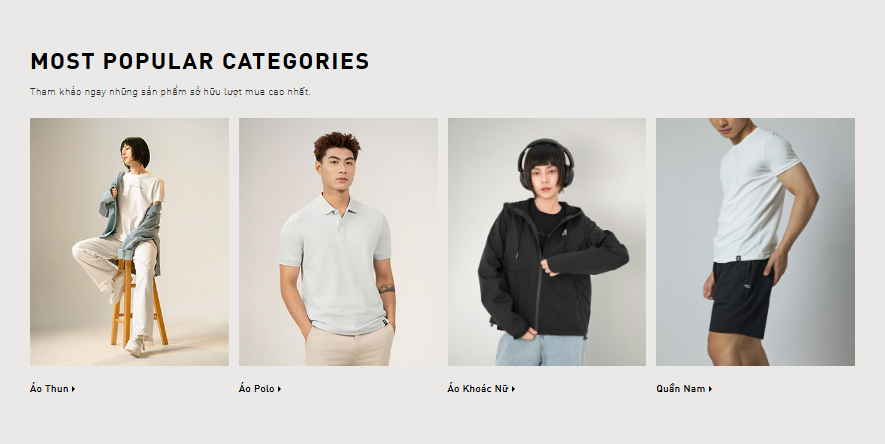 MOST POPULAR CATEGORIES
Tham khảo ngay những sản phẩm sở hữu lượt mua cao nhất.
Áo Thun
Áo Polo
Áo Khoác Nữ
Quần Nam